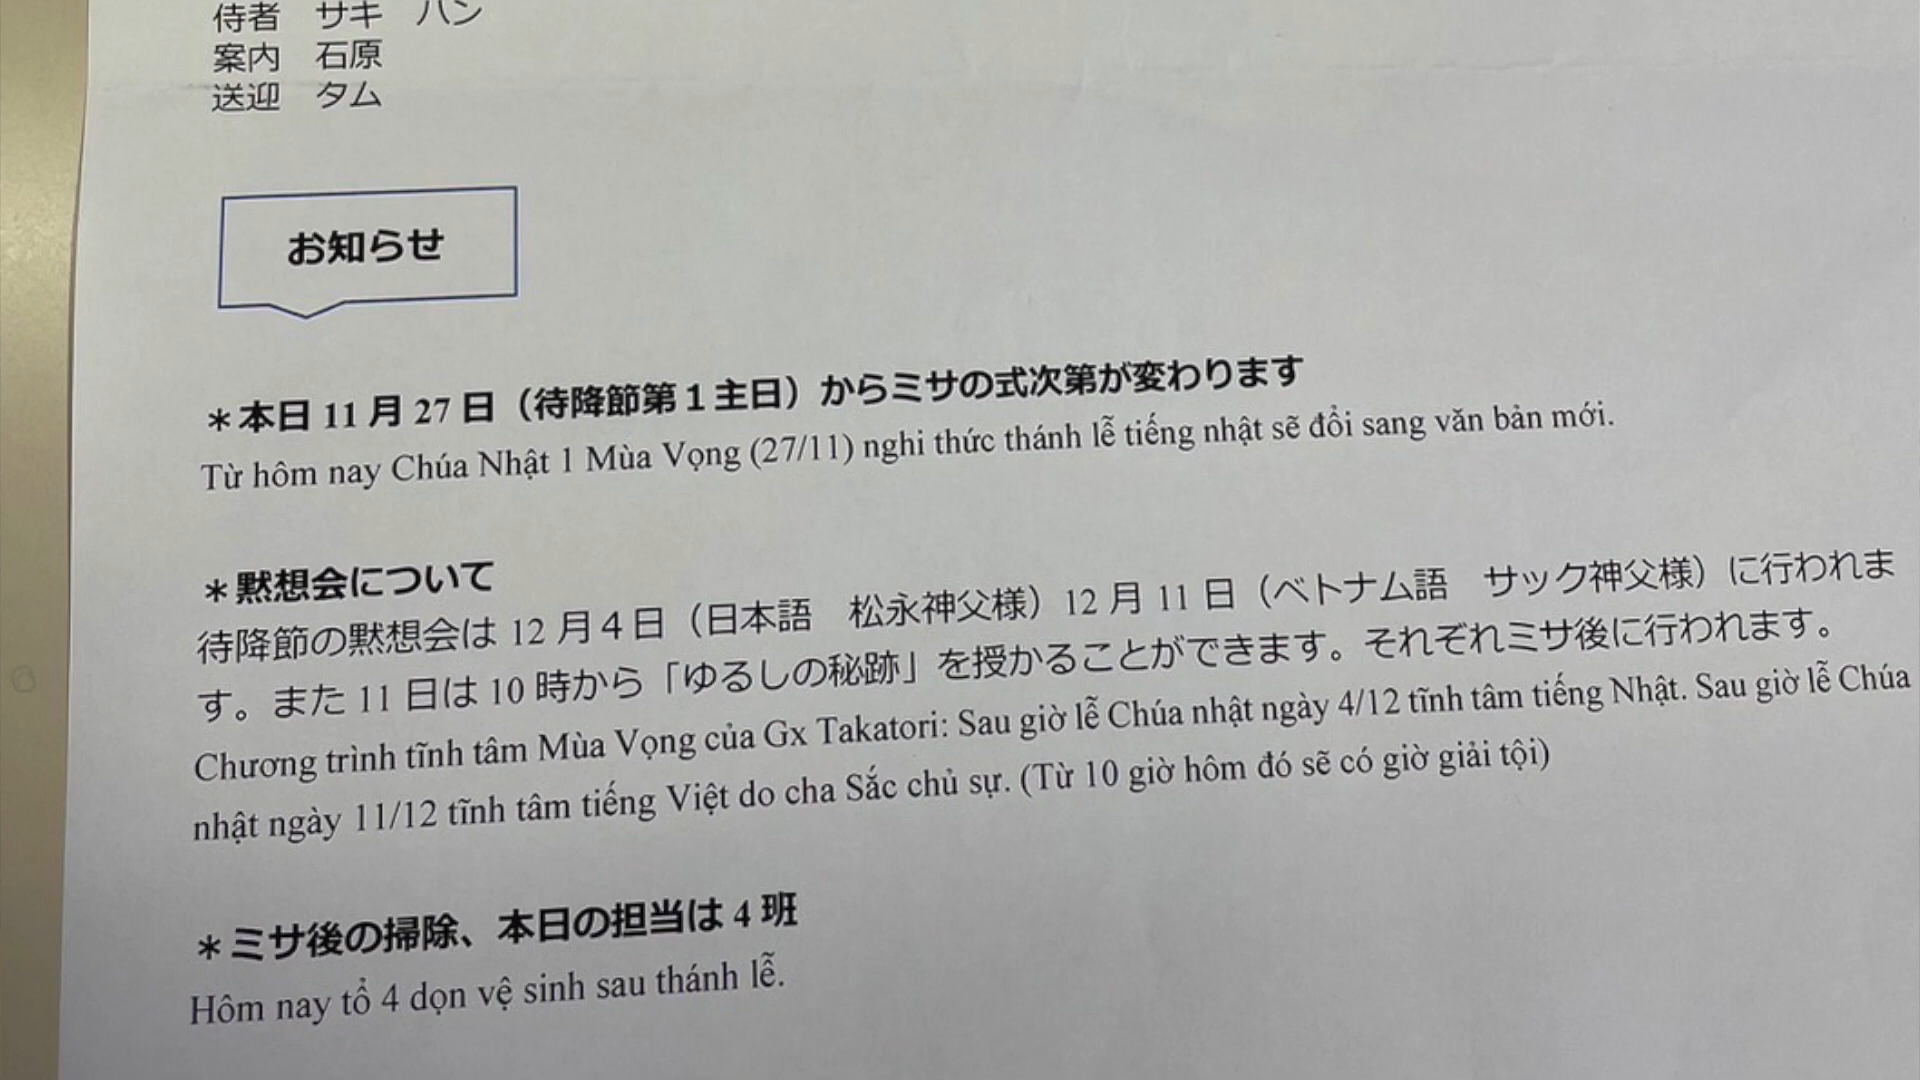 侍者　サキ　ハン
案内　石原
送迎　タム
お知らせ
＊本日 11 月 27 日（待降節第１主日）からミサの式次第が変わります
Từ hôm nay Chúa Nhật 1 Mùa Vọng (27/11) nghi thức thánh lễ tiếng nhật sẽ đổi sang văn bản mới.
＊黙想会について
待降節の黙想会は 12 月４日（日本語　松永神父様）12 月 11 日（ベトナム語　サック神父様）に行われま
す。また 11 日は 10 時から「ゆるしの秘跡」を授かることができます。それぞれミサ後に行われます。
Chương trình tĩnh tâm Mùa Vọng của Gx Takatori: Sau giờ lễ Chúa nhật ngày 4/12 tĩnh tâm tiếng Nhật. Sau giờ lễ Chúa
nhật ngày 11/12 tĩnh tâm tiếng Việt do cha Sắc chủ sự. (Từ 10 giờ hôm đó sẽ có giờ giải tội)
＊ミサ後の掃除、本日の担当は 4 班
Hôm nay tổ 4 dọn vệ sinh sau thánh lễ.